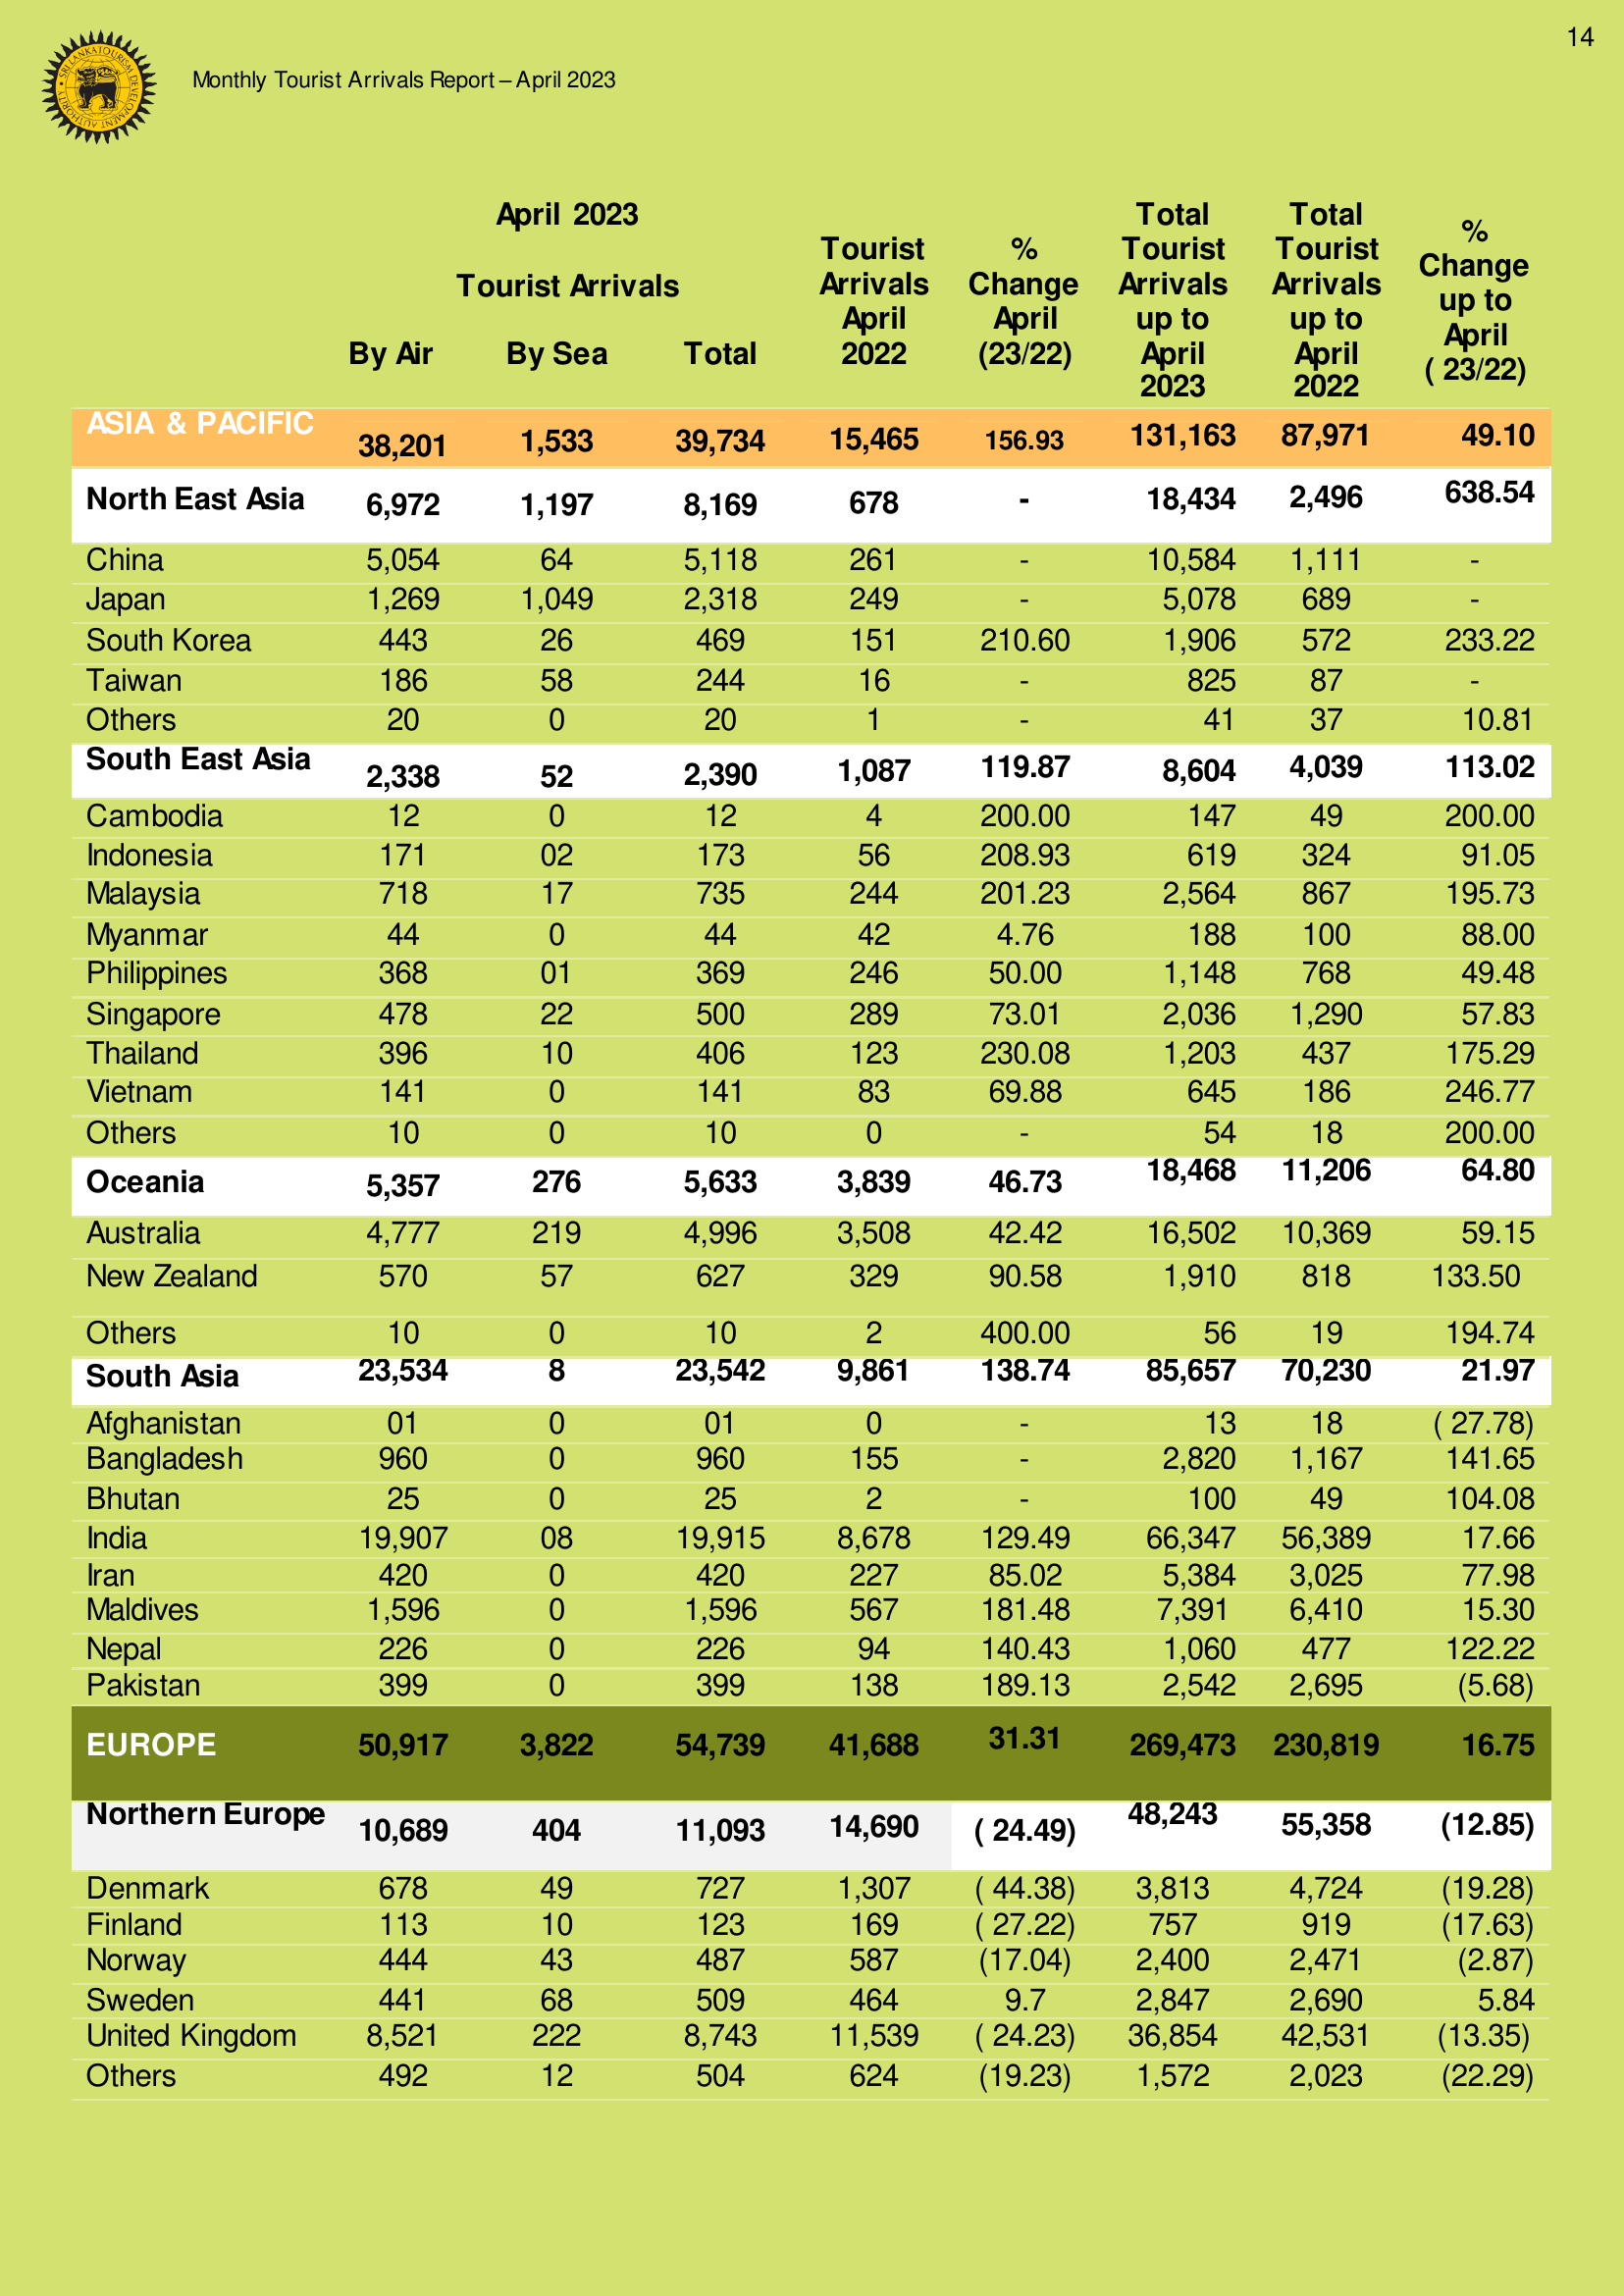 14
SRI LANKA TOURISM DEVELOPMENT AUTHORITY
Monthly Tourist Arrivals Report – April 2023
April 2023
Tourist Arrivals
By Air By Sea Total
Tourist Arrivals April 2022
% Change April (23/22)
Total Tourist Arrivals up to April 2023
Total Tourist Arrivals up to April 2022
% Change up to April ( 23/22)
ASIA & PACIFIC 38,201 1,533 39,734 15,465 156.93 131,163 87,971 49.10
North East Asia 6,972 1,197 8,169 678 - 18,434 2,496 638.54
China 5,054 64 5,118 261 - 10,584 1,111 -
Japan 1,269 1,049 2,318 249 - 5,078 689 -
South Korea 443 26 469 151 210.60 1,906 572 233.22
Taiwan 186 58 244 16 - 825 87 -
Others 20 0 20 1 - 41 37 10.81
South East Asia 2,338 52 2,390 1,087 119.87 8,604 4,039 113.02
Cambodia 12 0 12 4 200.00 147 49 200.00
Indonesia 171 02 173 56 208.93 619 324 91.05
Malaysia 718 17 735 244 201.23 2,564 867 195.73
Myanmar 44 0 44 42 4.76 188 100 88.00
Philippines 368 01 369 246 50.00 1,148 768 49.48
Singapore 478 22 500 289 73.01 2,036 1,290 57.83
Thailand 396 10 406 123 230.08 1,203 437 175.29
Vietnam 141 0 141 83 69.88 645 186 246.77
Others 10 0 10 0 - 54 18 200.00
Oceania 5,357 276 5,633 3,839 46.73 18,468 11,206 64.80
Australia 4,777 219 4,996 3,508 42.42 16,502 10,369 59.15
New Zealand 570 57 627 329 90.58 1,910 818 133.50
Others 10 0 10 2 400.00 56 19 194.74
South Asia 23,534 8 23,542 9,861 138.74 85,657 70,230 21.97
Afghanistan 01 0 01 0 - 13 18 ( 27.78)
Bangladesh 960 0 960 155 - 2,820 1,167 141.65
Bhutan 25 0 25 2 - 100 49 104.08
India 19,907 08 19,915 8,678 129.49 66,347 56,389 17.66
Iran 420 0 420 227 85.02 5,384 3,025 77.98
Maldives 1,596 0 1,596 567 181.48 7,391 6,410 15.30
Nepal 226 0 226 94 140.43 1,060 477 122.22
Pakistan 399 0 399 138 189.13 2,542 2,695 (5.68)
EUROPE 50,917 3,822 54,739 41,688 31.31 269,473 230,819 16.75
Northern Europe 10,689 404 11,093 14,690 ( 24.49) 48,243 55,358 (12.85)
Denmark 678 49 727 1,307 ( 44.38) 3,813 4,724 (19.28)
Finland 113 10 123 169 ( 27.22) 757 919 (17.63)
Norway 444 43 487 587 (17.04) 2,400 2,471 (2.87)
Sweden 441 68 509 464 9.7 2,847 2,690 5.84
United Kingdom 8,521 222 8,743 11,539 ( 24.23) 36,854 42,531 (13.35)
Others 492 12 504 624 (19.23) 1,572 2,023 (22.29)